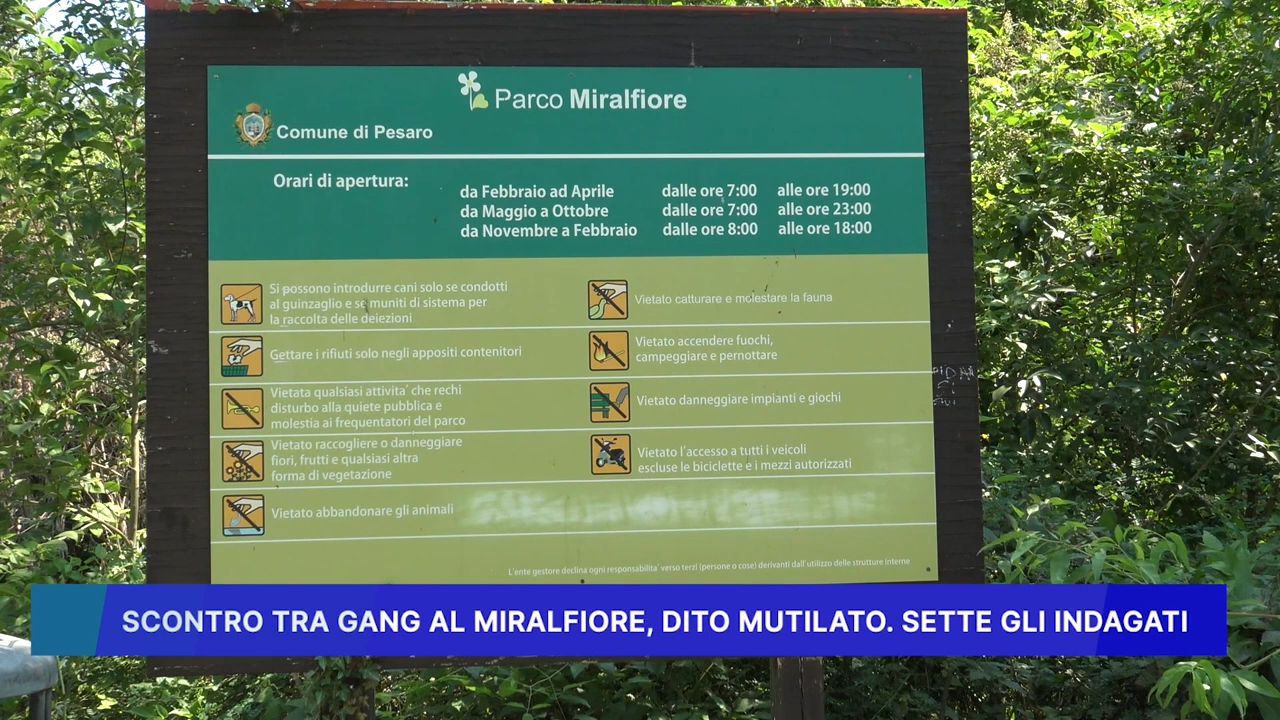 Parco Miralfiore
Comune di Pesaro
Orari di apertura:
da Febbraio ad Aprile dalle ore 7:00 alle ore 19:00
da Maggio a Ottobre dalle ore 7:00 alle ore 23:00
da Novembre a Febbraio dalle ore 8:00 alle ore 18:00
Si possono introdurre cani solo se condotti
al guinzaglio e se muniti di sistema per
la raccolta delle deiezioni
Gettare i rifiuti solo negli appositi contenitori
Vietata qualsiasi attivita´ che rechi
disturbo alla quiete pubblica e
molestia ai frequentatori del parco
Vietato raccogliere o danneggiare
fiori, frutti e qualsiasi altra
forma di vegetazione
Vietato abbandonare gli animali
Vietato catturare e molestare la fauna
Vietato accendere fuochi,
campeggiare e pernottare
Vietato danneggiare impianti e giochi
Vietato l´accesso a tutti i veicoli
escluse le biciclette e i mezzi autorizzati
L´ente gestore declina ogni responsabilita´ verso terzi (persone o cose) derivanti dall´utilizzo delle strutture interne
SCONTRO TRA GANG AL MIRALFIORE, DITO MUTILATO. SETTE GLI INDAGATI